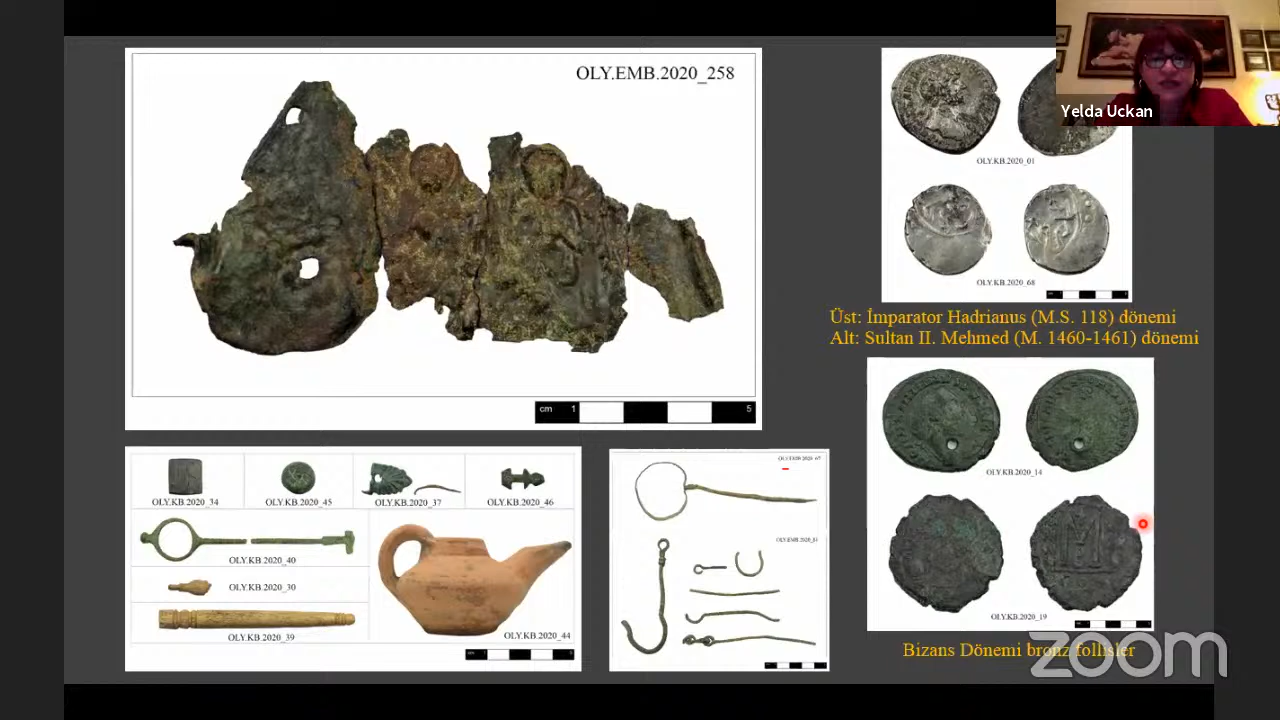 OLY.EMB.2020_258
cm 1 5
Yelda Uckan
OLY.KB.2020_01
OLY.KB.2020_68
Üst: İmparator Hadrianus (M.S. 118) dönemi
Alt: Sultan II. Mehmed (M. 1460-1461) dönemi
OLY.KB.2020_34
OLY.KB.2020_45
OLY.KB.2020_37
OLY.KB.2020_46
OLY.KB.2020_40
OLY.KB.2020_30
OLY.KB.2020_39
OLY.KB.2020_44
OLY.KB.2020_14
OLY.KB.2020_19
Bizans Dönemi bronz follisler
zoom